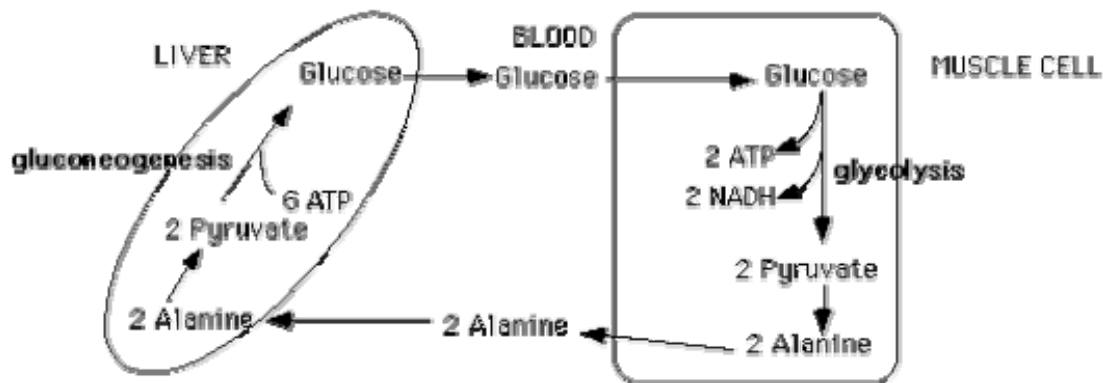 LIVER
BLOOD
MUSCLE CELL
Glucose
Glucose
Glucose
gluconeogenesis
6 ATP
2 Pyruvate
2 Alanine
2 Alanine
2 ATP
2 NADH
glycolysis
2 Pyruvate
2 Alanine